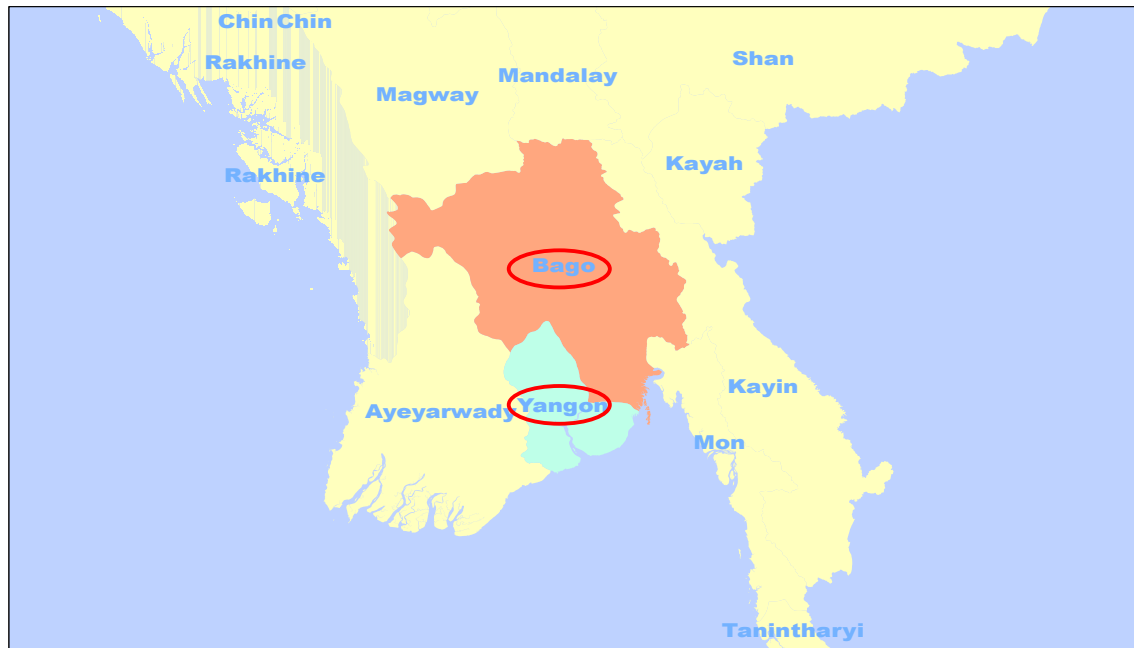 Chin Chin
Rakhine
Mandalay
Shan
Magway
Kayah
Rakhine
Bago
Ayeyarwady
Yangon
Kayin
Mon
Tanintharyi